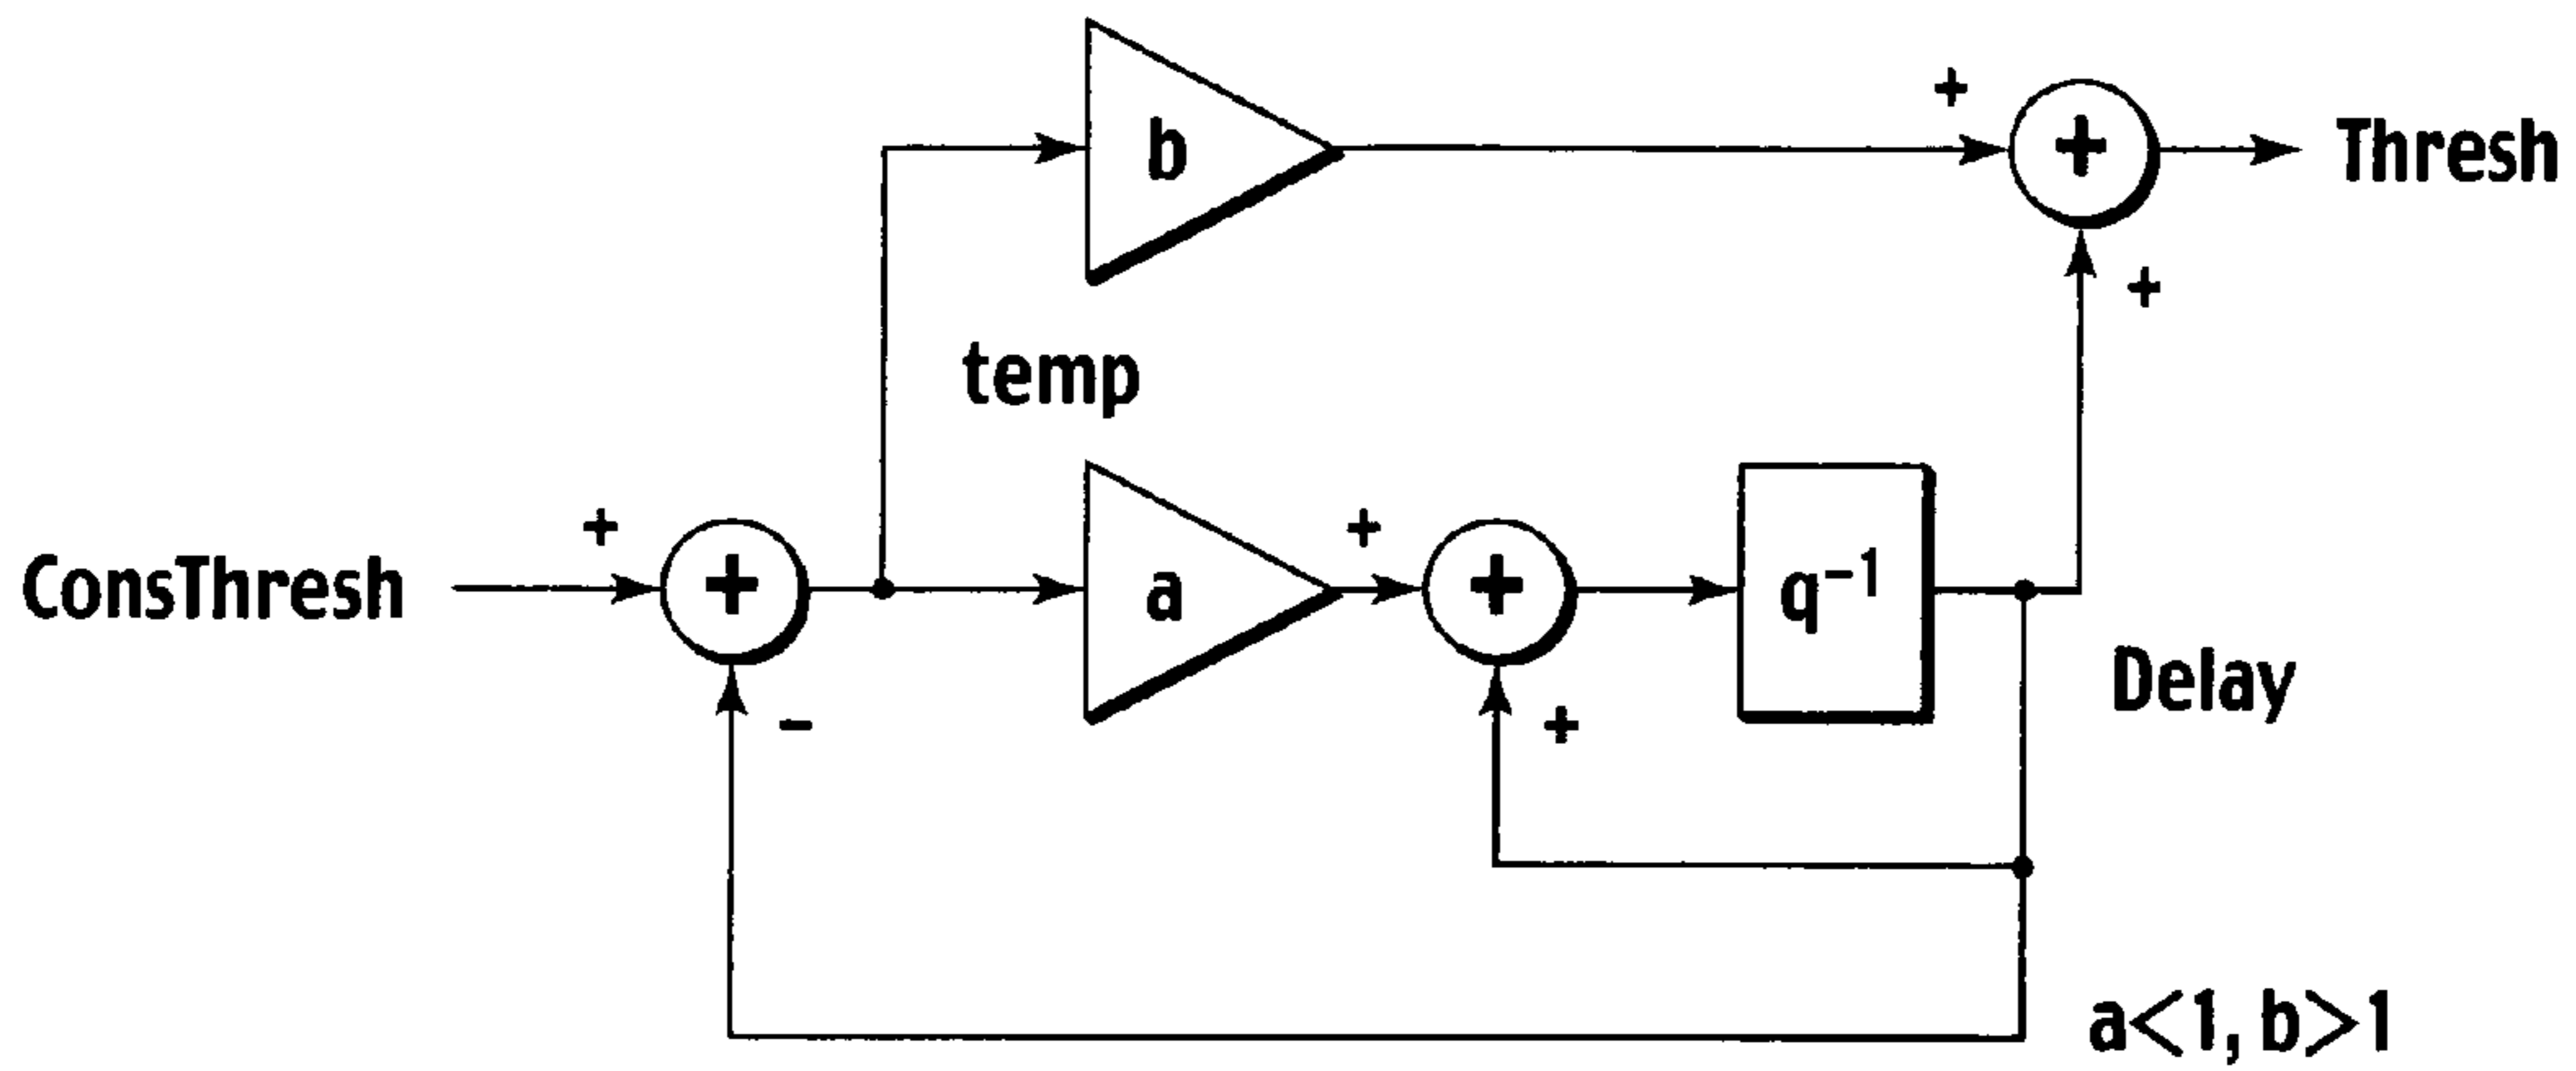 b
+
+
Thresh
+
temp
+
+
+
ConsThresh
+
a
+
q⁻¹
-
+
Delay
a<1, b>1